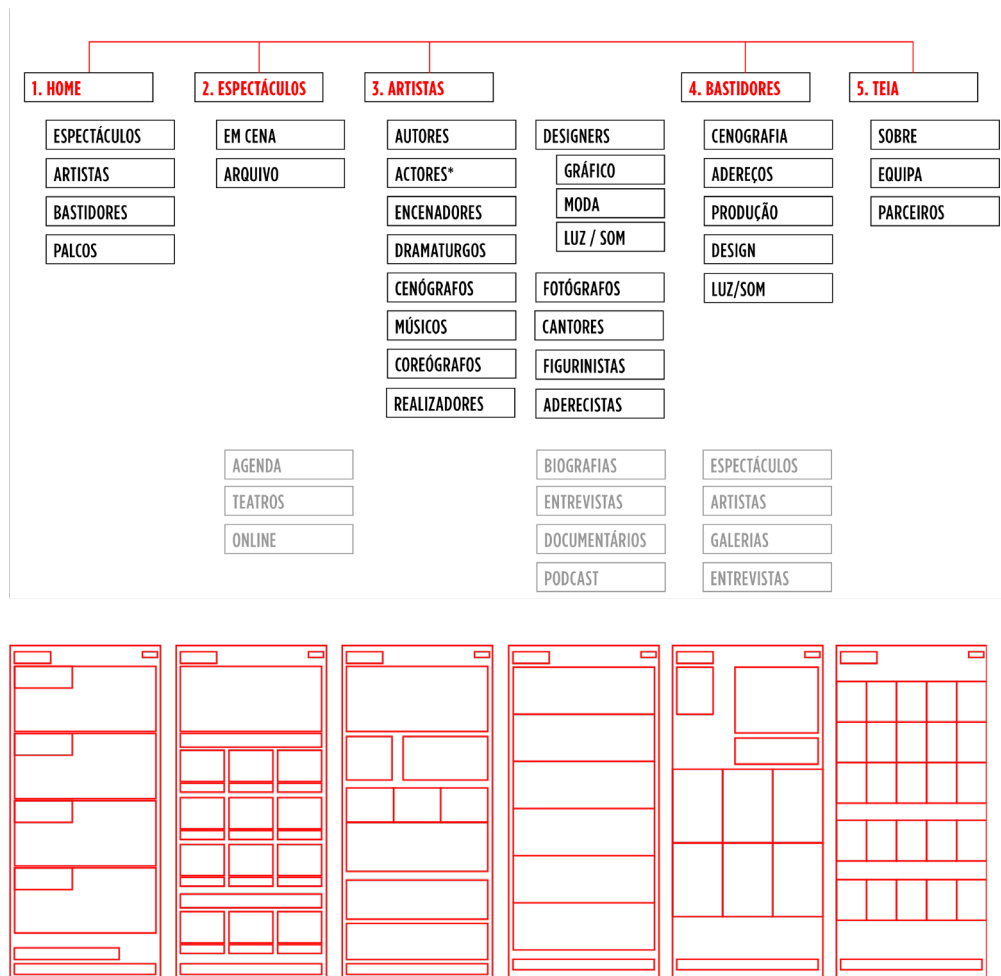 1. HOME
ESPECTÁCULOS
ARTISTAS
BASTIDORES
PALCOS
2. ESPECTÁCULOS
EM CENA
ARQUIVO
AGENDA
TEATROS
ONLINE
3. ARTISTAS
AUTORES
ACTORES*
ENCENADORES
DRAMATURGOS
CENÓGRAFOS
MÚSICOS
COREÓGRAFOS
REALIZADORES
DESIGNERS
GRÁFICO
MODA
LUZ / SOM
FOTÓGRAFOS
CANTORES
FIGURINISTAS
ADERECISTAS
BIOGRAFIAS
ENTREVISTAS
DOCUMENTÁRIOS
PODCAST
4. BASTIDORES
CENOGRAFIA
ADEREÇOS
PRODUÇÃO
DESIGN
LUZ/SOM
ESPECTÁCULOS
ARTISTAS
GALERIAS
ENTREVISTAS
5. TEIA
SOBRE
EQUIPA
PARCEIROS